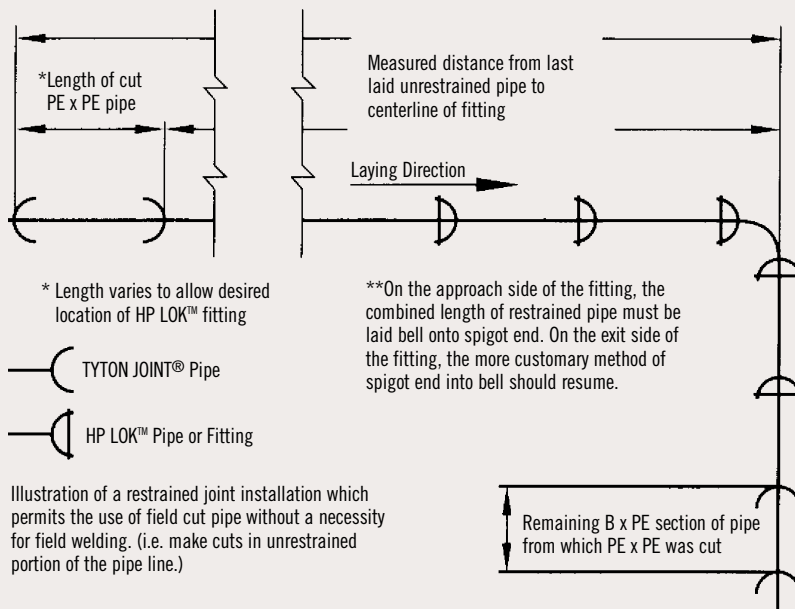 *Length of cut
PE x PE pipe
Measured distance from last
laid unrestrained pipe to
centerline of fitting
Laying Direction
* Length varies to allow desired
location of HP LOK™ fitting
**On the approach side of the fitting, the
combined length of restrained pipe must be
laid bell onto spigot end. On the exit side of
the fitting, the more customary method of
spigot end into bell should resume.
TYTON JOINT® Pipe
HP LOK™ Pipe or Fitting
Illustration of a restrained joint installation which
permits the use of field cut pipe without a necessity
for field welding. (i.e. make cuts in unrestrained
portion of the pipe line.)
Remaining B x PE section of pipe
from which PE x PE was cut